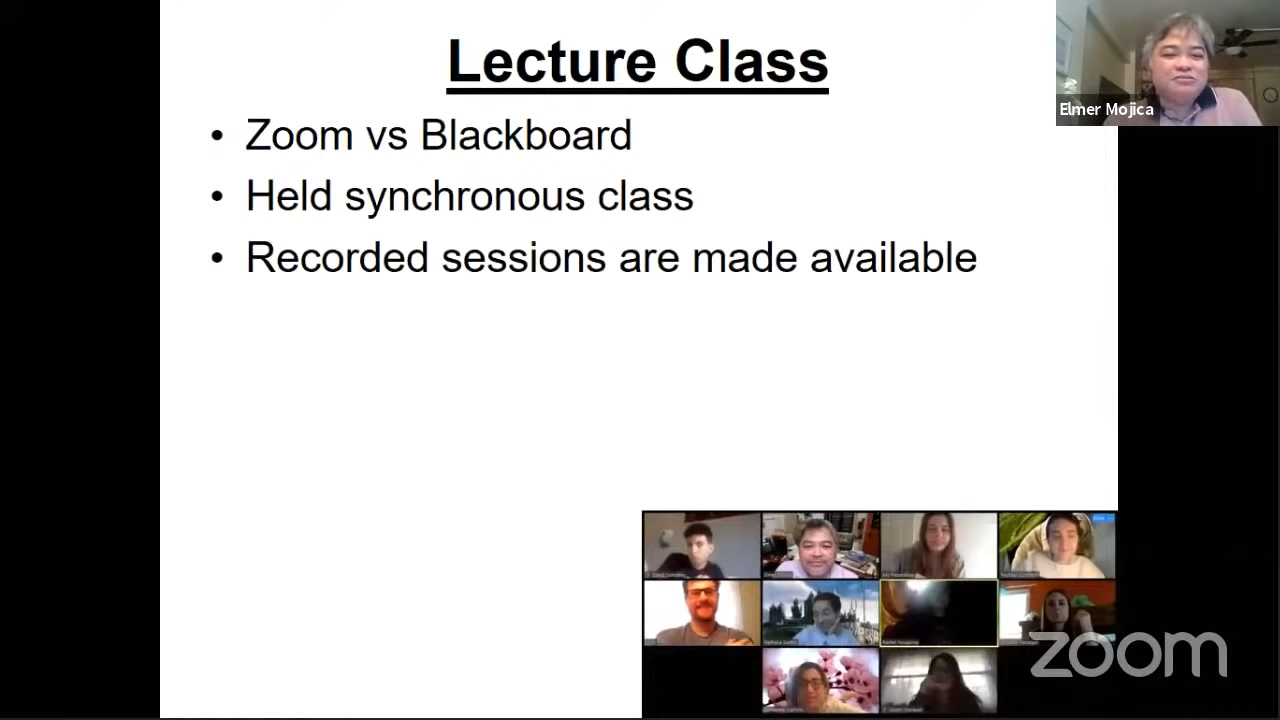 Lecture Class
Elmer Mojica
• Zoom vs Blackboard
• Held synchronous class
• Recorded sessions are made available
zoom